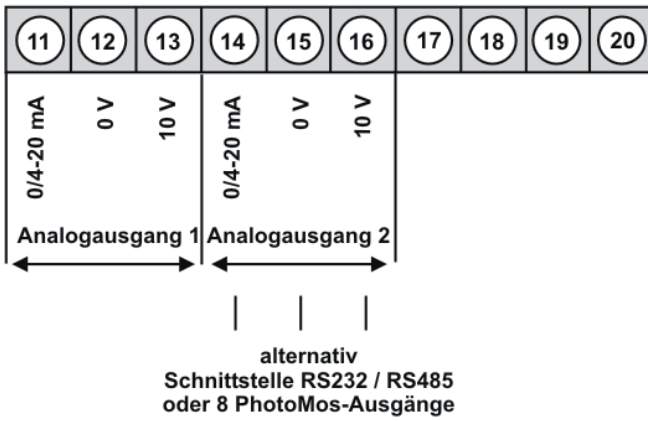 11 12 13 14 15 16 17 18 19 20
0/4-20 mA 0 V 10 V 0/4-20 mA 0 V 10 V
Analogausgang 1 Analogausgang 2
alternativ
Schnittstelle RS232 / RS485
oder 8 PhotoMos-Ausgänge